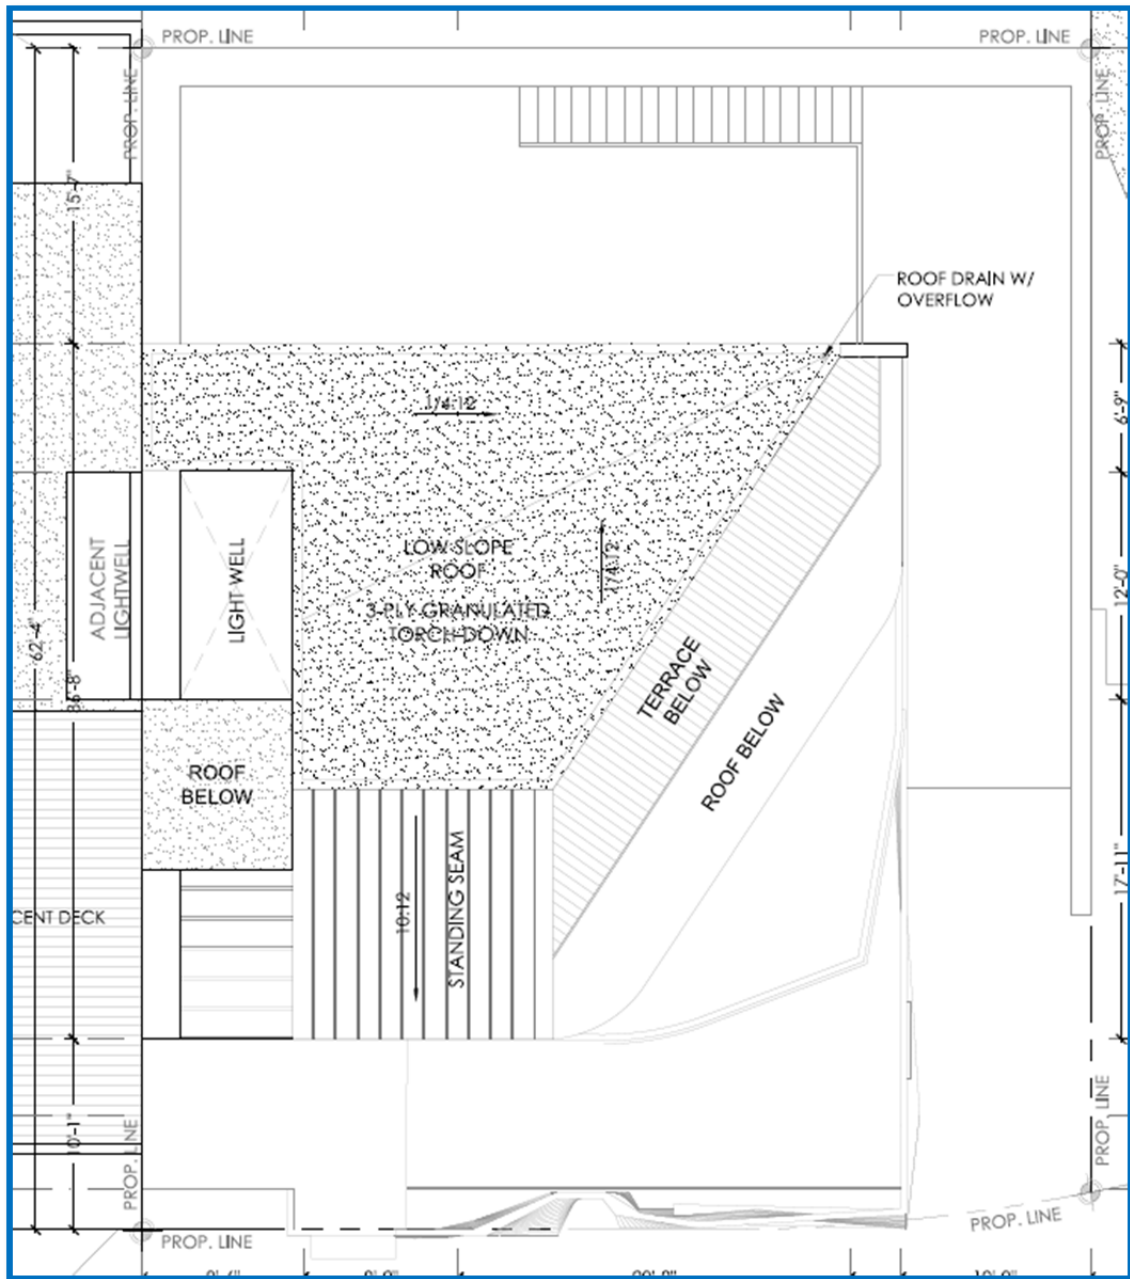 PROP. LINE
PROP. LINE
PROP. LINE
PROP. LINE
15'-7"
ROOF DRAIN W/
OVERFLOW
1/4:12
6'-9"
ADJACENT
LIGHTWELL
LIGHT WELL
LOW SLOPE
ROOF
3-PLY GRANULATED
TORCH-DOWN
1/4:12
12'-0"
62'-4"
36'-8"
TERRACE
BELOW
ROOF BELOW
ROOF
BELOW
STANDING SEAM
10:12
17'-11"
CENT DECK
10'-1"
PROP. LINE
PROP. LINE
PROP. LINE
PROP. LINE